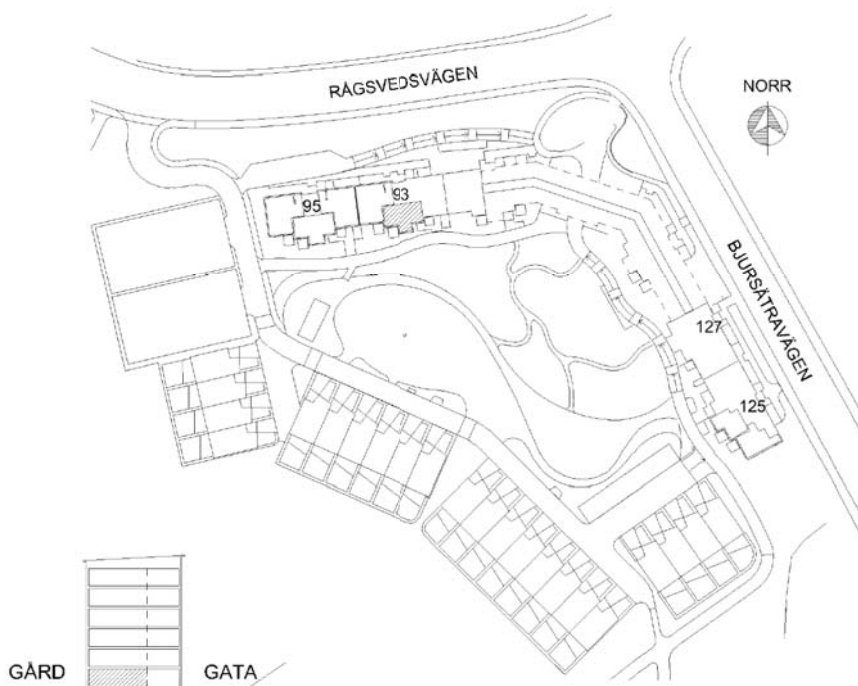 RÅGSVEDSVÄGEN
NORR
93
95
BJURSÄTRAVÄGEN
127
125
GÅRD
GATA